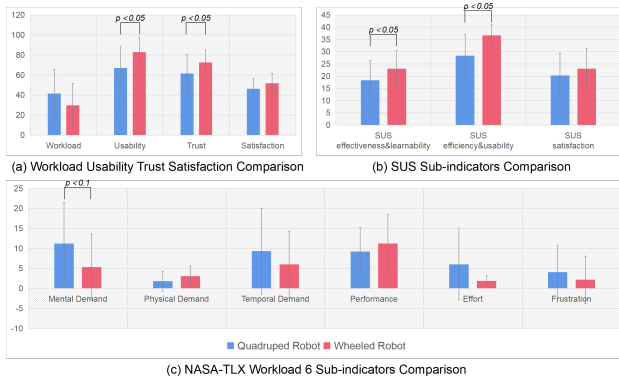 120
100
80
60
40
20
0
p <0.05
p <0.05
Workload Usability Trust Satisfaction
(a) Workload Usability Trust Satisfaction Comparison
45
40
35
30
25
20
15
10
5
0
p <0.05
p <0.05
SUS SUS SUS
effectiveness&learnability efficiency&usability satisfaction
(b) SUS Sub-indicators Comparison
25
20
15
10
5
0
-5
-10
p <0.1
Mental Demand Physical Demand Temporal Demand Performance Effort Frustration
Quadruped Robot Wheeled Robot
(c) NASA-TLX Workload 6 Sub-indicators Comparison